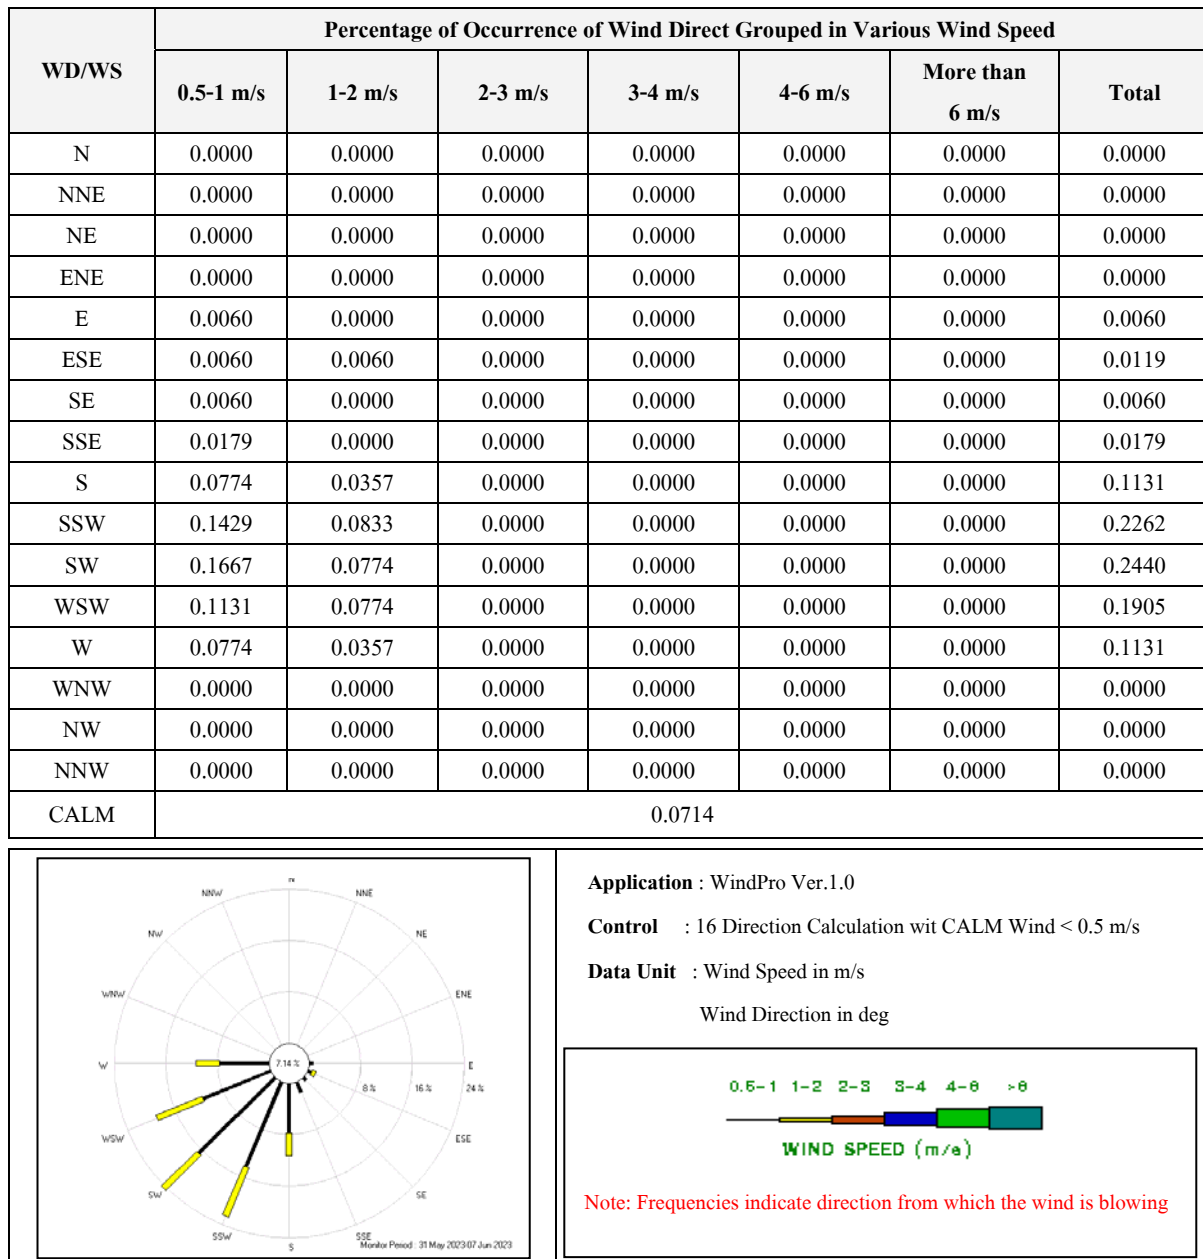 WD/WS Percentage of Occurrence of Wind Direct Grouped in Various Wind Speed
0.5-1 m/s 1-2 m/s 2-3 m/s 3-4 m/s 4-6 m/s More than 6 m/s Total
N 0.0000 0.0000 0.0000 0.0000 0.0000 0.0000 0.0000
NNE 0.0000 0.0000 0.0000 0.0000 0.0000 0.0000 0.0000
NE 0.0000 0.0000 0.0000 0.0000 0.0000 0.0000 0.0000
ENE 0.0000 0.0000 0.0000 0.0000 0.0000 0.0000 0.0000
E 0.0060 0.0000 0.0000 0.0000 0.0000 0.0000 0.0060
ESE 0.0060 0.0060 0.0000 0.0000 0.0000 0.0000 0.0119
SE 0.0060 0.0000 0.0000 0.0000 0.0000 0.0000 0.0060
SSE 0.0179 0.0000 0.0000 0.0000 0.0000 0.0000 0.0179
S 0.0774 0.0357 0.0000 0.0000 0.0000 0.0000 0.1131
SSW 0.1429 0.0833 0.0000 0.0000 0.0000 0.0000 0.2262
SW 0.1667 0.0774 0.0000 0.0000 0.0000 0.0000 0.2440
WSW 0.1131 0.0774 0.0000 0.0000 0.0000 0.0000 0.1905
W 0.0774 0.0357 0.0000 0.0000 0.0000 0.0000 0.1131
WNW 0.0000 0.0000 0.0000 0.0000 0.0000 0.0000 0.0000
NW 0.0000 0.0000 0.0000 0.0000 0.0000 0.0000 0.0000
NNW 0.0000 0.0000 0.0000 0.0000 0.0000 0.0000 0.0000
CALM 0.0714
N
NNW NNE
NW NE
WNW ENE
W 7.14 % E
8 % 16 % 24 %
WSW ESE
SW SE
SSW SSE
S
Monitor Period : 31 May 2023-07 Jun 2023
Application : WindPro Ver.1.0
Control : 16 Direction Calculation wit CALM Wind < 0.5 m/s
Data Unit : Wind Speed in m/s
Wind Direction in deg
0.5-1 1-2 2-3 3-4 4-6 >6
WIND SPEED (m/s)
Note: Frequencies indicate direction from which the wind is blowing